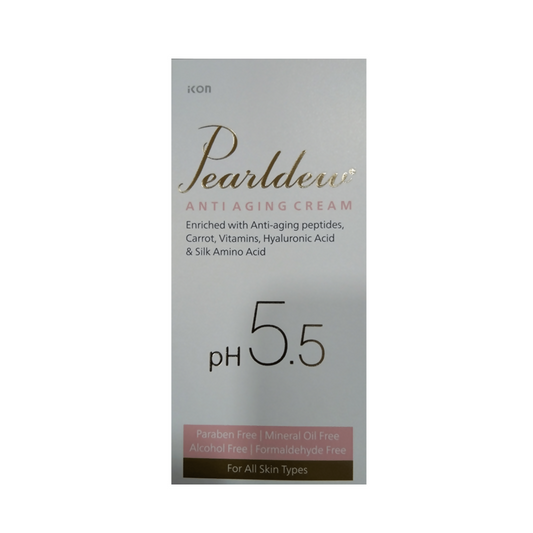 ikon
Pearldew®
ANTI AGING CREAM
Enriched with Anti-aging peptides,
Carrot, Vitamins, Hyaluronic Acid
& Silk Amino Acid
pH 5.5
Paraben Free | Mineral Oil Free
Alcohol Free | Formaldehyde Free
For All Skin Types